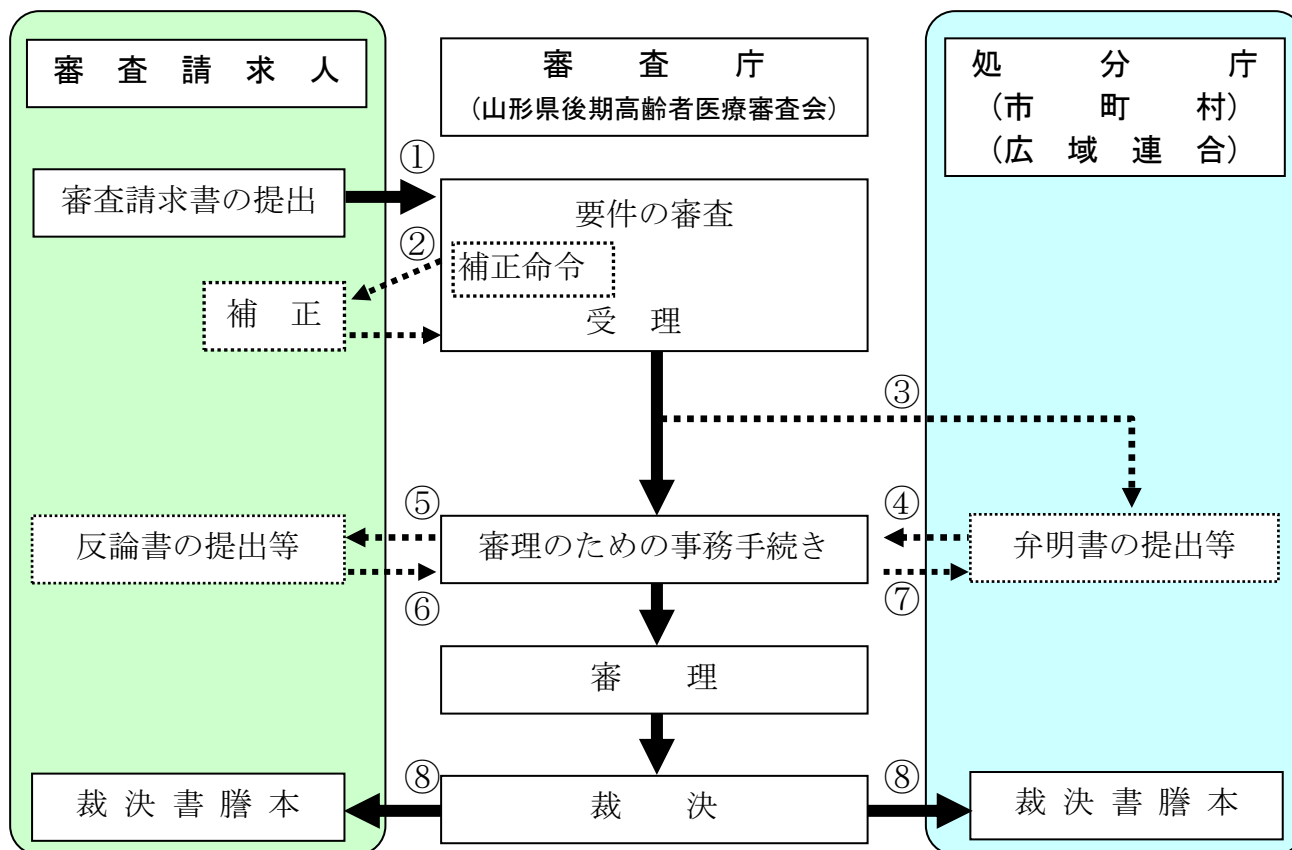 審査請求人
審査庁
(山形県後期高齢者医療審査会)
処分庁
(市町村)
(広域連合)
①
審査請求書の提出
要件の審査
②
補正命令
補正
受理
③
⑤
④
反論書の提出等
審理のための事務手続き
弁明書の提出等
⑥
⑦
審理
⑧
⑧
裁決書謄本
裁決
裁決書謄本